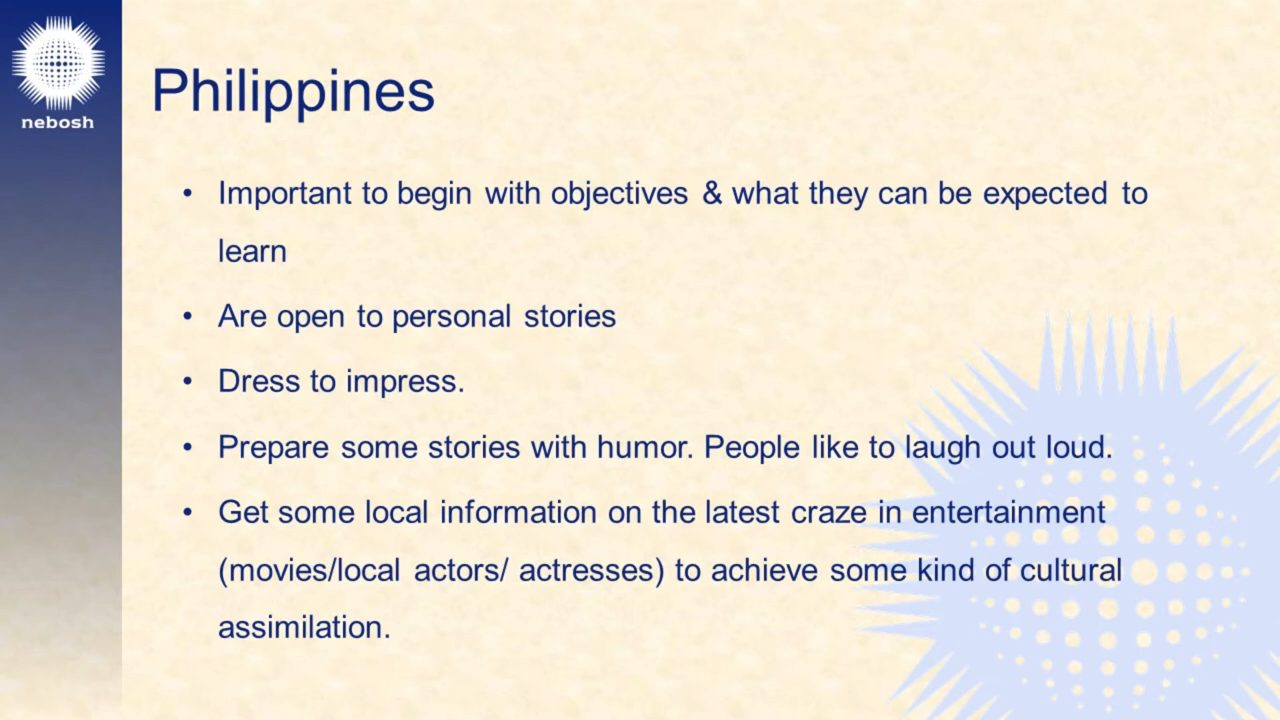 nebosh
Philippines
• Important to begin with objectives & what they can be expected to
learn
• Are open to personal stories
• Dress to impress.
• Prepare some stories with humor. People like to laugh out loud.
• Get some local information on the latest craze in entertainment
(movies/local actors/ actresses) to achieve some kind of cultural
assimilation.